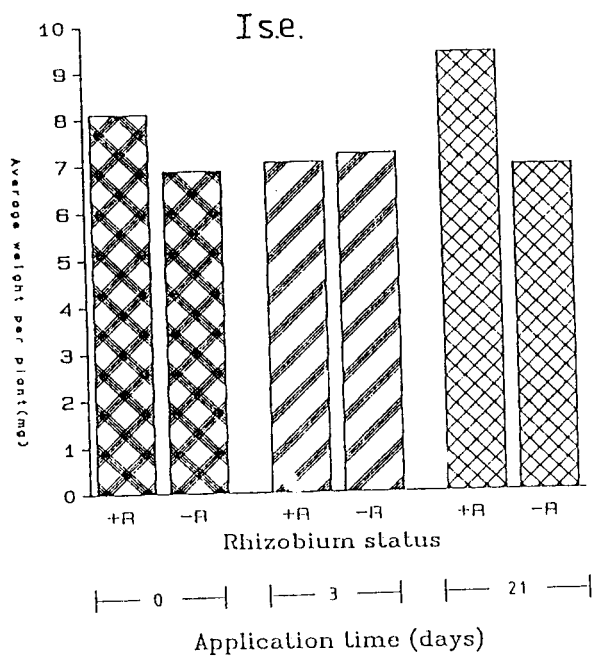 I s.e.
10
9
8
7
6
5
4
3
2
1
0
Average weight per plant(mg)
+R -R +R -R +R -R
Rhizobium status
0 3 21
Application time (days)